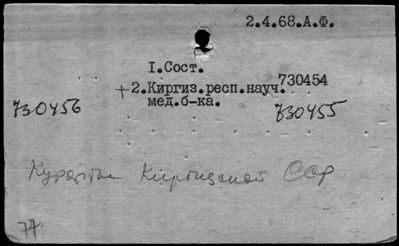 2.4.68.А.Ф.
I.Сост.
+2.Киргиз.респ.науч. 730454
мед.б-ка.
730456 730455
Курорты Киргизской ССР
77